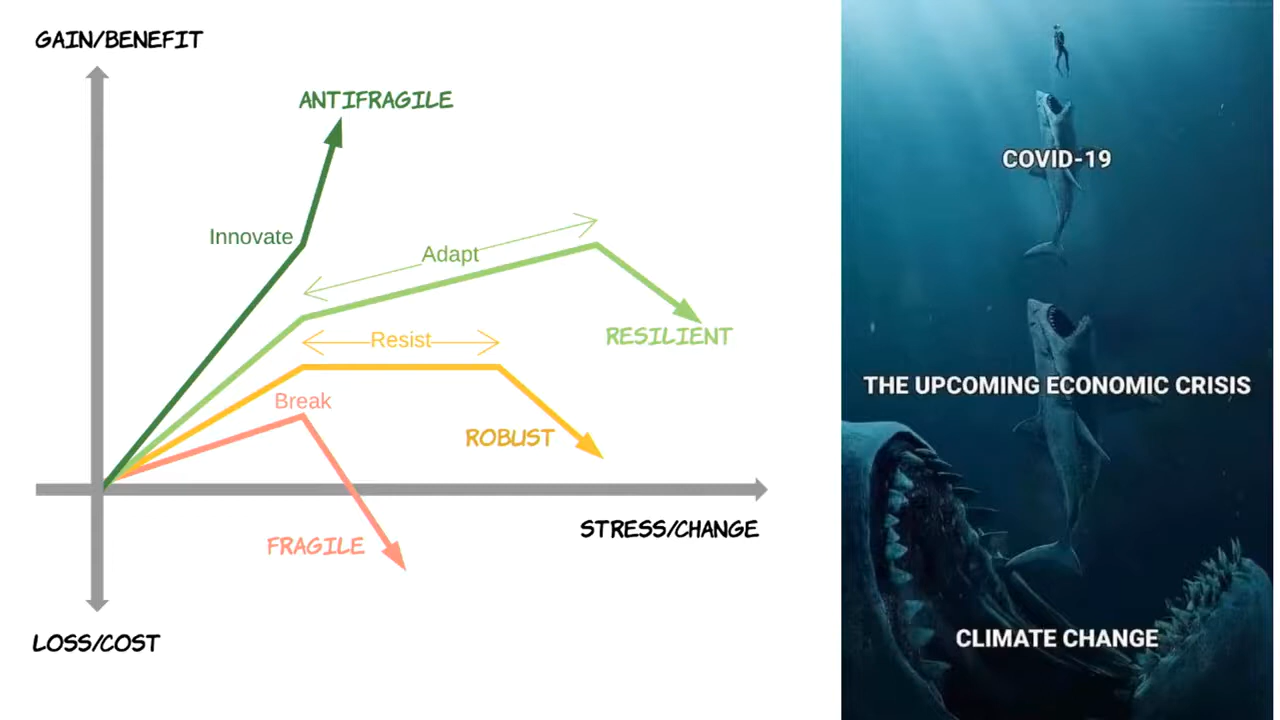 GAIN/BENEFIT
ANTIFRAGILE
Innovate
Adapt
RESILIENT
Resist
Break
ROBUST
FRAGILE
STRESS/CHANGE
LOSS/COST
COVID-19
THE UPCOMING ECONOMIC CRISIS
CLIMATE CHANGE